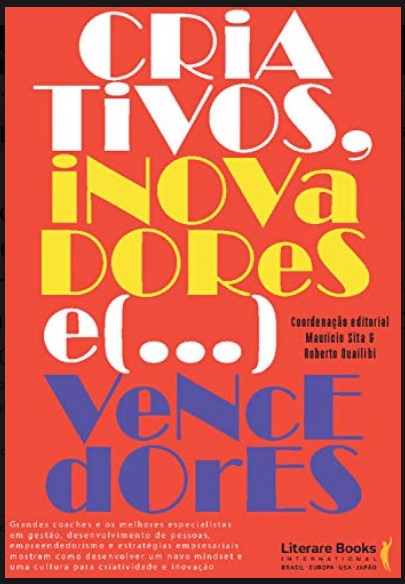 CRiA
TiVOS,
iNOVa
DOReS
e(...)
Coordenação editorial
Mauricio Sita &
Roberto Duailibi
VeNCE
dOrES
Grandes coaches e os melhores especialistas
em gestão, desenvolvimento de pessoas,
empreendedorismo e estratégias empresariais
mostram como desenvolver um novo mindset e
uma cultura para criatividade e inovação
Literare Books
INTERNATIONAL
BRASIL · EUROPA · USA · JAPÃO